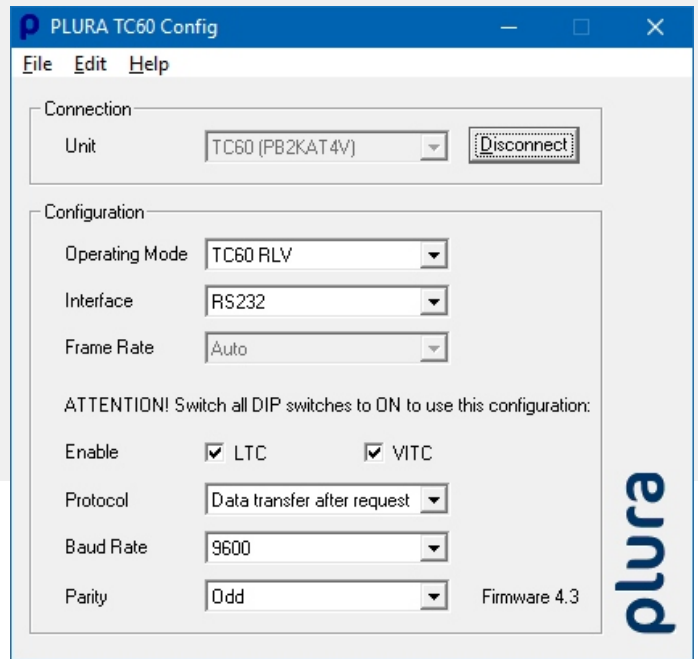 PLURA TC60 Config
File Edit Help
Connection
Unit TC60 (PB2KAT4V) Disconnect
Configuration
Operating Mode TC60 RLV
Interface RS232
Frame Rate Auto
ATTENTION! Switch all DIP switches to ON to use this configuration:
Enable LTC VITC
Protocol Data transfer after request
Baud Rate 9600
Parity Odd Firmware 4.3
plura